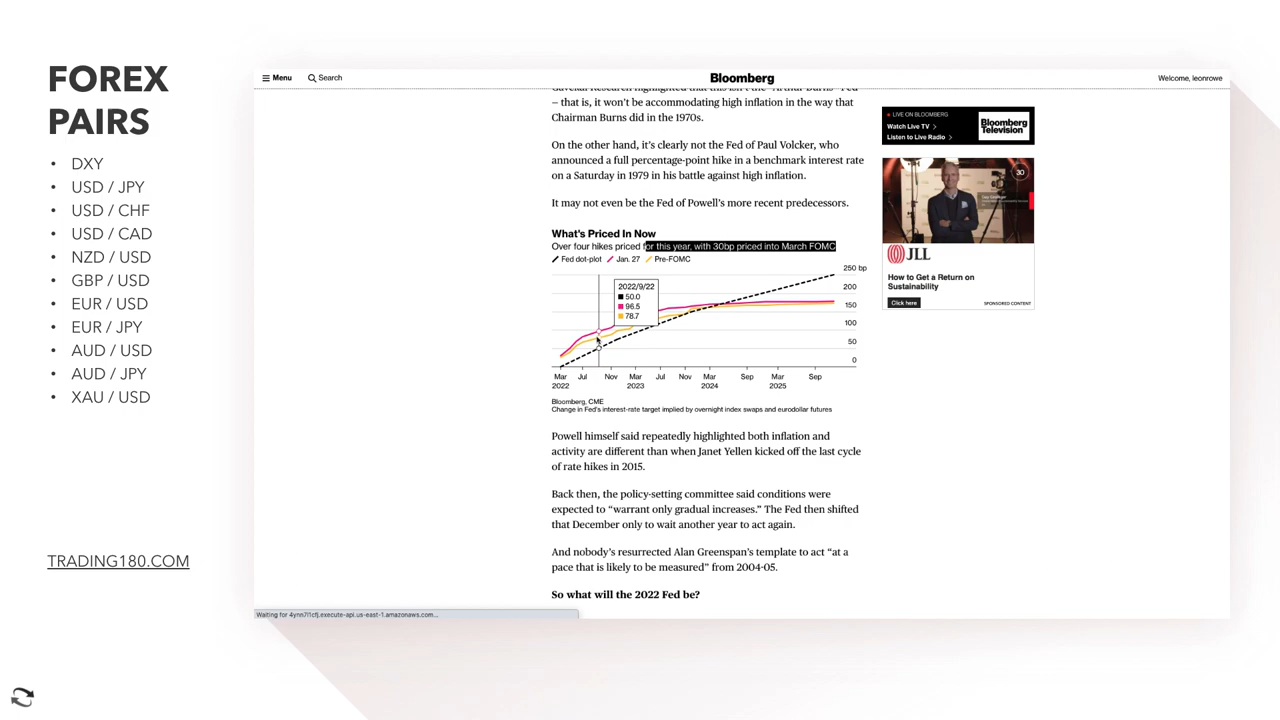 FOREX
PAIRS
• DXY
• USD / JPY
• USD / CHF
• USD / CAD
• NZD / USD
• GBP / USD
• EUR / USD
• EUR / JPY
• AUD / USD
• AUD / JPY
• XAU / USD
TRADING180.COM
Menu
Search
Bloomberg
Welcome, leonrowe
– that is, it won't be accommodating high inflation in the way that
Chairman Burns did in the 1970s.
On the other hand, it's clearly not the Fed of Paul Volcker, who
announced a full percentage-point hike in a benchmark interest rate
on a Saturday in 1979 in his battle against high inflation.
It may not even be the Fed of Powell's more recent predecessors.
What's Priced In Now
Over four hikes priced for this year, with 30bp priced into March FOMC
Fed dot-plot Jan. 27 Pre-FOMC
250 bp
200
150
100
50
0
2022/9/22
50.0
96.5
78.7
Mar Jul Nov Mar Jul Nov Mar Sep Mar Sep
2022 2023 2024 2025
Bloomberg, CME
Change in Fed's interest-rate target implied by overnight index swaps and eurodollar futures
Powell himself said repeatedly highlighted both inflation and
activity are different than when Janet Yellen kicked off the last cycle
of rate hikes in 2015.
Back then, the policy-setting committee said conditions were
expected to “warrant only gradual increases.” The Fed then shifted
that December only to wait another year to act again.
And nobody's resurrected Alan Greenspan's template to act “at a
pace that is likely to be measured” from 2004-05.
So what will the 2022 Fed be?
LIVE ON BLOOMBERG
Watch Live TV >
Listen to Live Radio >
Bloomberg
Television
30
JLL
How to Get a Return on
Sustainability
Click here
SPONSORED CONTENT